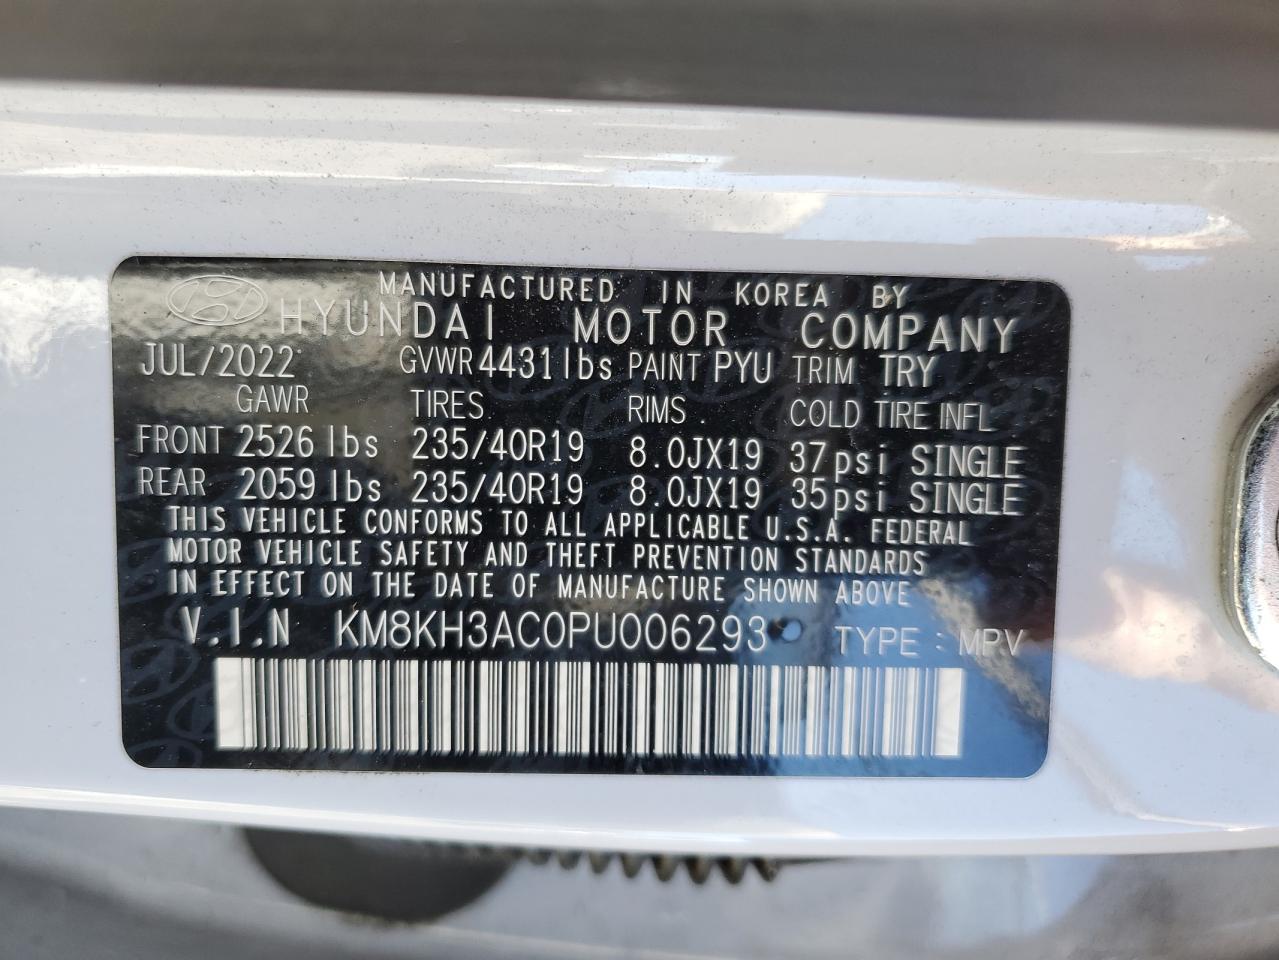 MANUFACTURED IN KOREA BY
HYUNDAI MOTOR COMPANY
JUL/2022 GVWR 4431lbs PAINT PYU TRIM TRY
GAWR TIRES RIMS COLD TIRE INFL
FRONT 2526 lbs 235/40R19 8.0JX19 37psi SINGLE
REAR 2059 lbs 235/40R19 8.0JX19 35psi SINGLE
THIS VEHICLE CONFORMS TO ALL APPLICABLE U.S.A. FEDERAL
MOTOR VEHICLE SAFETY AND THEFT PREVENTION STANDARDS
IN EFFECT ON THE DATE OF MANUFACTURE SHOWN ABOVE
V.I.N KM8KH3AC0PU006293 TYPE : MPV